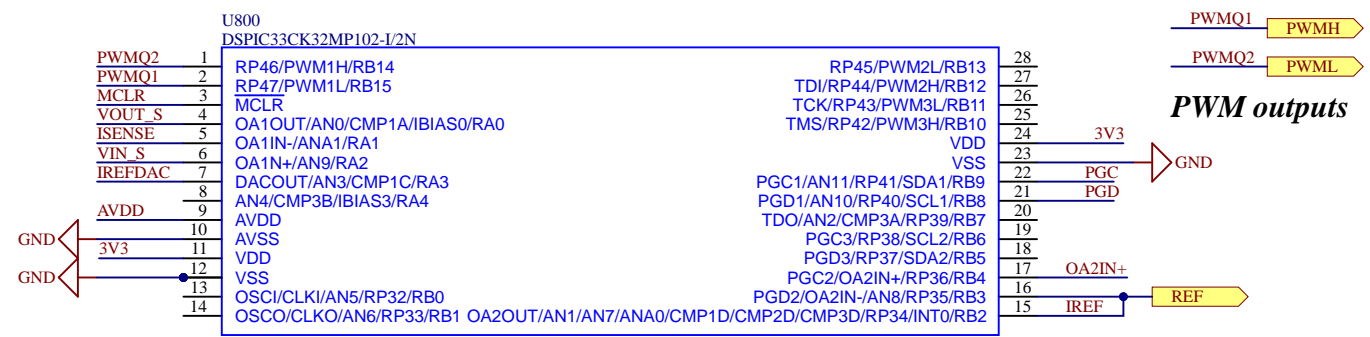 U800
DSPIC33CK32MP102-I/2N
PWMQ2 1 RP46/PWM1H/RB14 RP45/PWM2L/RB13 28
PWMQ1 2 RP47/PWM1L/RB15 TDI/RP44/PWM2H/RB12 27
MCLR 3 MCLR TCK/RP43/PWM3L/RB11 26
VOUT_S 4 OA1OUT/AN0/CMP1A/IBIAS0/RA0 TMS/RP42/PWM3H/RB10 25
ISENSE 5 OA1IN-/ANA1/RA1 VDD 24 3V3
VIN_S 6 OA1N+/AN9/RA2 VSS 23 GND
IREFDAC 7 DACOUT/AN3/CMP1C/RA3 PGC1/AN11/RP41/SDA1/RB9 22 PGC
8 AN4/CMP3B/IBIAS3/RA4 PGD1/AN10/RP40/SCL1/RB8 21 PGD
AVDD 9 AVDD TDO/AN2/CMP3A/RP39/RB7 20
GND 10 AVSS PGC3/RP38/SCL2/RB6 19
3V3 11 VDD PGD3/RP37/SDA2/RB5 18
GND 12 VSS PGC2/OA2IN+/RP36/RB4 17 OA2IN+
13 OSCI/CLKI/AN5/RP32/RB0 PGD2/OA2IN-/AN8/RP35/RB3 16 REF
14 OSCO/CLKO/AN6/RP33/RB1 OA2OUT/AN1/AN7/ANA0/CMP1D/CMP2D/CMP3D/RP34/INT0/RB2 15 IREF
PWMQ1 PWMH
PWMQ2 PWML
PWM outputs